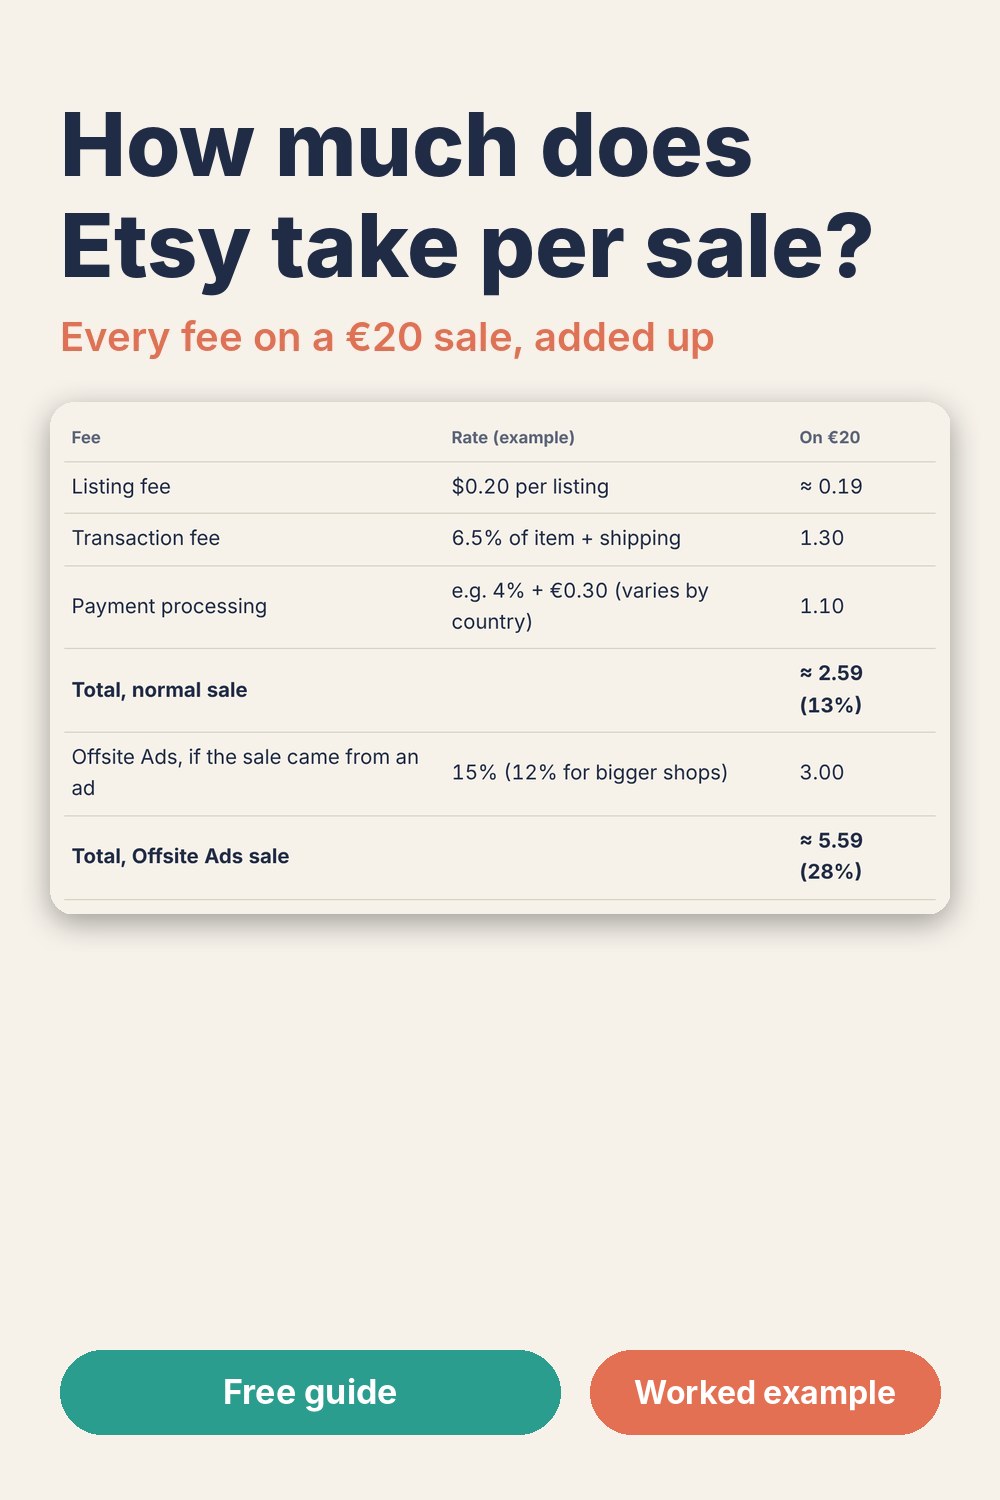 How much does
Etsy take per sale?
Every fee on a €20 sale, added up
Fee Rate (example) On €20
Listing fee $0.20 per listing ≈ 0.19
Transaction fee 6.5% of item + shipping 1.30
Payment processing e.g. 4% + €0.30 (varies by
country) 1.10
Total, normal sale ≈ 2.59
(13%)
Offsite Ads, if the sale came from an
ad 15% (12% for bigger shops) 3.00
Total, Offsite Ads sale ≈ 5.59
(28%)
Free guide
Worked example